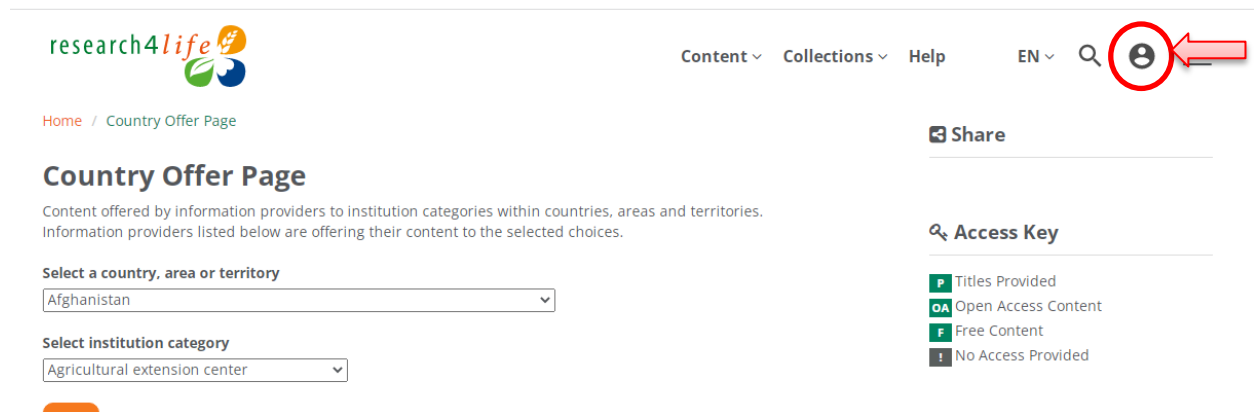 research4life
Content Collections Help EN
Home / Country Offer Page
Share
Country Offer Page
Content offered by information providers to institution categories within countries, areas and territories.
Information providers listed below are offering their content to the selected choices.
Access Key
Select a country, area or territory
Afghanistan
P Titles Provided
OA Open Access Content
F Free Content
! No Access Provided
Select institution category
Agricultural extension center